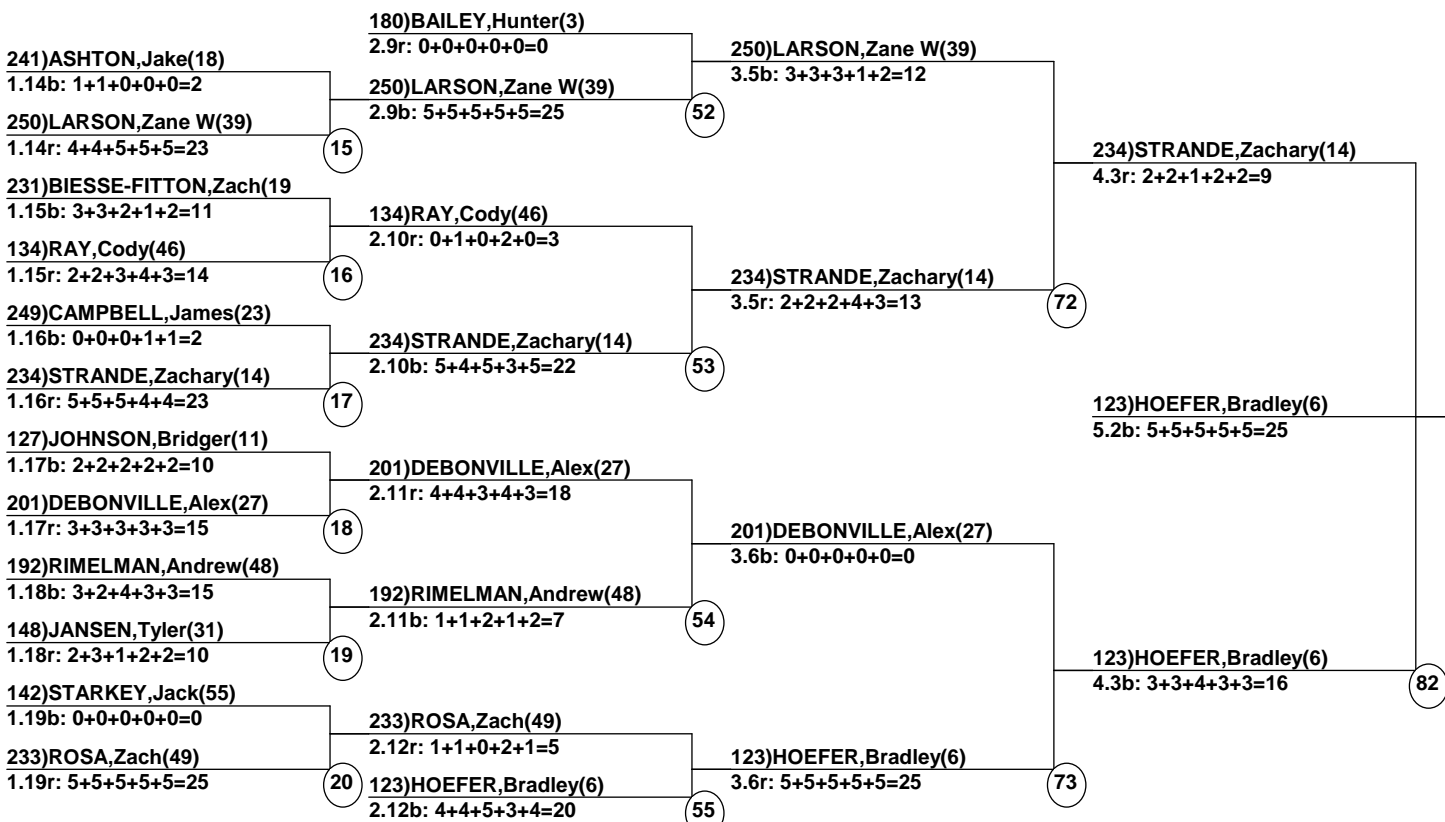 241)ASHTON,Jake(18)
1.14b: 1+1+0+0+0=2
250)LARSON,Zane W(39)
1.14r: 4+4+5+5+5=23
15
231)BIESSE-FITTON,Zach(19
1.15b: 3+3+2+1+2=11
134)RAY,Cody(46)
1.15r: 2+2+3+4+3=14
16
249)CAMPBELL,James(23)
1.16b: 0+0+0+1+1=2
234)STRANDE,Zachary(14)
1.16r: 5+5+5+4+4=23
17
127)JOHNSON,Bridger(11)
1.17b: 2+2+2+2+2=10
201)DEBONVILLE,Alex(27)
1.17r: 3+3+3+3+3=15
18
192)RIMELMAN,Andrew(48)
1.18b: 3+2+4+3+3=15
148)JANSEN,Tyler(31)
1.18r: 2+3+1+2+2=10
19
142)STARKEY,Jack(55)
1.19b: 0+0+0+0+0=0
233)ROSA,Zach(49)
1.19r: 5+5+5+5+5=25
20
180)BAILEY,Hunter(3)
2.9r: 0+0+0+0+0=0
250)LARSON,Zane W(39)
2.9b: 5+5+5+5+5=25
52
134)RAY,Cody(46)
2.10r: 0+1+0+2+0=3
234)STRANDE,Zachary(14)
2.10b: 5+4+5+3+5=22
53
201)DEBONVILLE,Alex(27)
2.11r: 4+4+3+4+3=18
192)RIMELMAN,Andrew(48)
2.11b: 1+1+2+1+2=7
54
233)ROSA,Zach(49)
2.12r: 1+1+0+2+1=5
123)HOEFER,Bradley(6)
2.12b: 4+4+5+3+4=20
55
250)LARSON,Zane W(39)
3.5b: 3+3+3+1+2=12
234)STRANDE,Zachary(14)
3.5r: 2+2+2+4+3=13
72
201)DEBONVILLE,Alex(27)
3.6b: 0+0+0+0+0=0
123)HOEFER,Bradley(6)
3.6r: 5+5+5+5+5=25
73
234)STRANDE,Zachary(14)
4.3r: 2+2+1+2+2=9
123)HOEFER,Bradley(6)
4.3b: 3+3+4+3+3=16
82
123)HOEFER,Bradley(6)
5.2b: 5+5+5+5+5=25